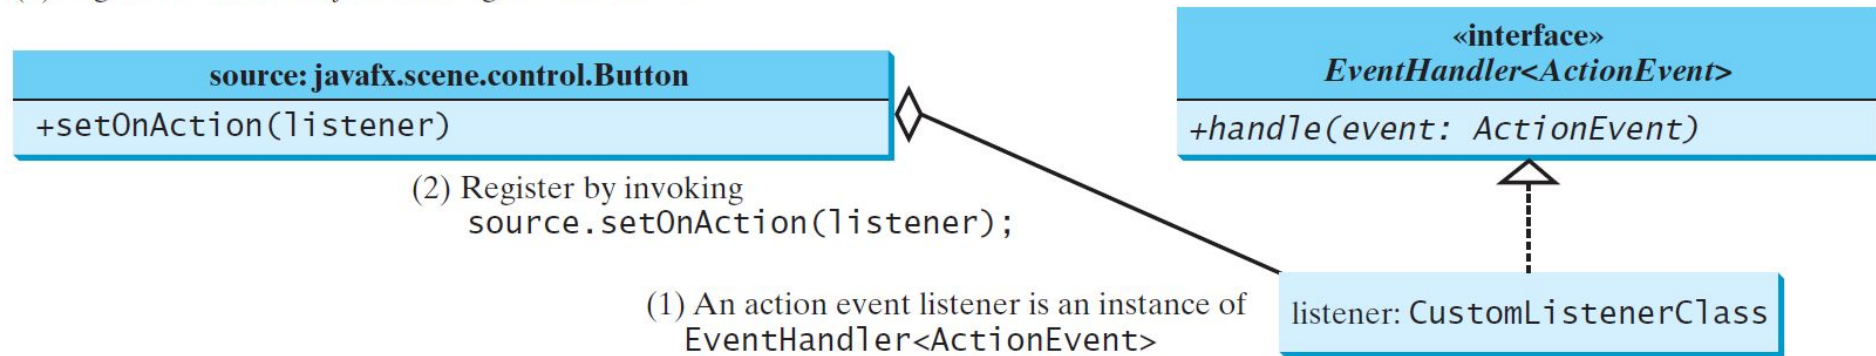 source: javafx.scene.control.Button
+setOnAction(listener)
«interface»
EventHandler<ActionEvent>
+handle(event: ActionEvent)
(2) Register by invoking
source.setOnAction(listener);
(1) An action event listener is an instance of
EventHandler<ActionEvent>
listener: CustomListenerClass